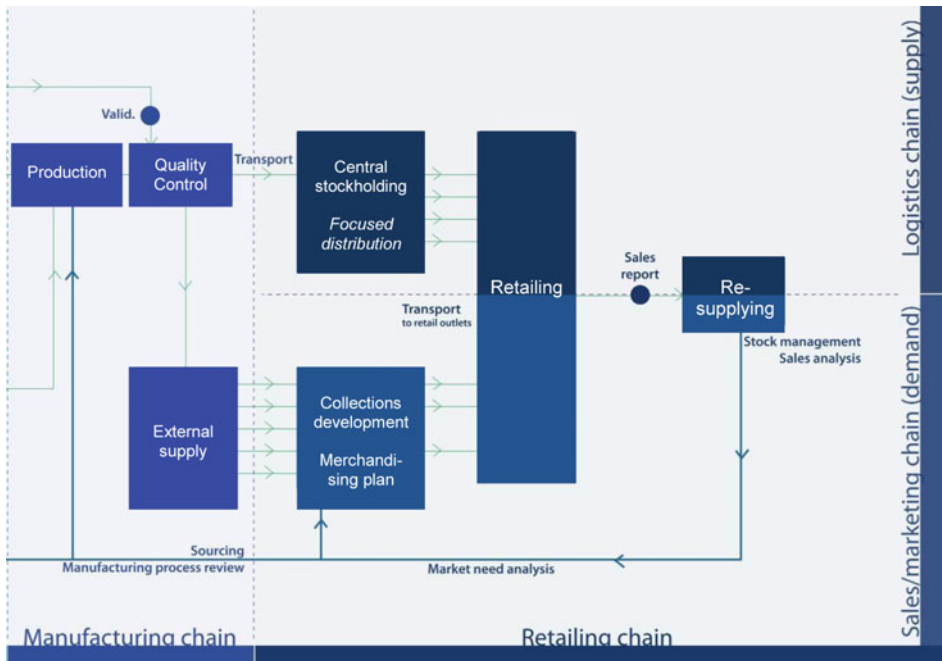 Valid.
Production
Quality
Control
Transport
Central
stockholding
Focused
distribution
Retailing
Sales
report
Re-
supplying
Transport
to retail outlets
Stock management
Sales analysis
External
supply
Collections
development
Merchandi-
sing plan
Sourcing
Manufacturing process review
Market need analysis
Manufacturing chain
Retailing chain
Logistics chain (supply)
Sales/marketing chain (demand)